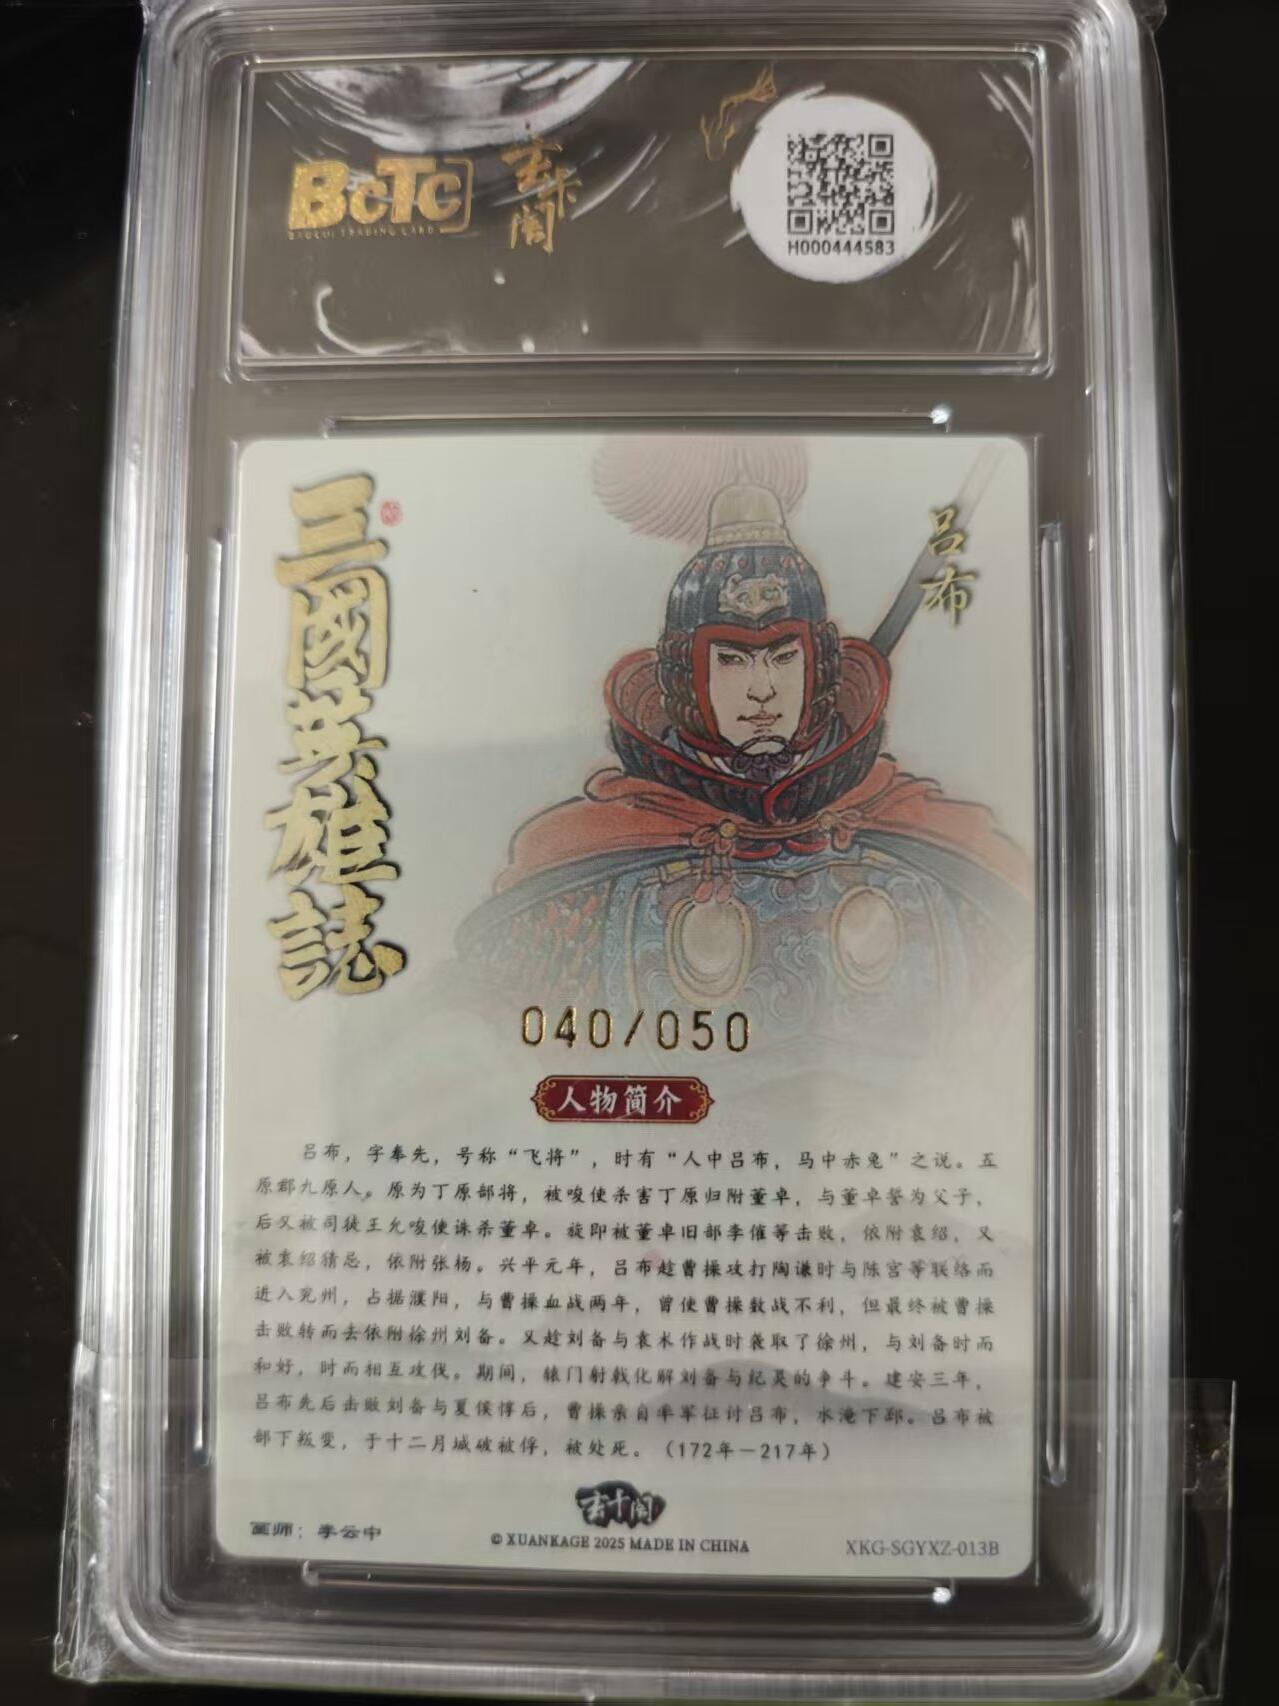 BcTc
BAOCUI TRADING CARD
玄卡阁
H000444583
三國英雄誌
吕布
040/050
人物简介
吕布，字奉先，号称“飞将”，时有“人中吕布，马中赤兔”之说。五
原郡九原人。原为丁原部将，被唆使杀害丁原归附董卓，与董卓誓为父子，
后又被司徒王允唆使诛杀董卓。旋即被董卓旧部李傕等击败，依附袁绍，又
被袁绍猜忌，依附张杨。兴平元年，吕布趁曹操攻打陶谦时与陈宫等联络而
进入兖州，占据濮阳，与曹操血战两年，曾使曹操数战不利，但最终被曹操
击败转而去依附徐州刘备。又趁刘备与袁术作战时袭取了徐州，与刘备时而
和好，时而相互攻伐。期间，辕门射戟化解刘备与纪灵的争斗。建安三年，
吕布先后击败刘备与夏侯惇后，曹操亲自率军征讨吕布，水淹下邳。吕布被
部下叛变，于十二月城破被俘，被处死。（172年－217年）
玄卡阁
画师：李云中
© XUANKAGE 2025 MADE IN CHINA
XKG-SGYXZ-013B